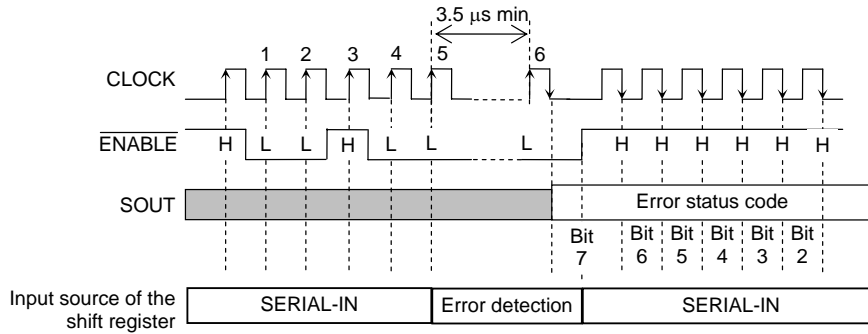 3.5 μs min
1 2 3 4 5 6
CLOCK
ENABLE H L L H L L L H H H H H H
SOUT Error status code
Bit 7 Bit 6 Bit 5 Bit 4 Bit 3 Bit 2
Input source of the
shift register
SERIAL-IN Error detection SERIAL-IN